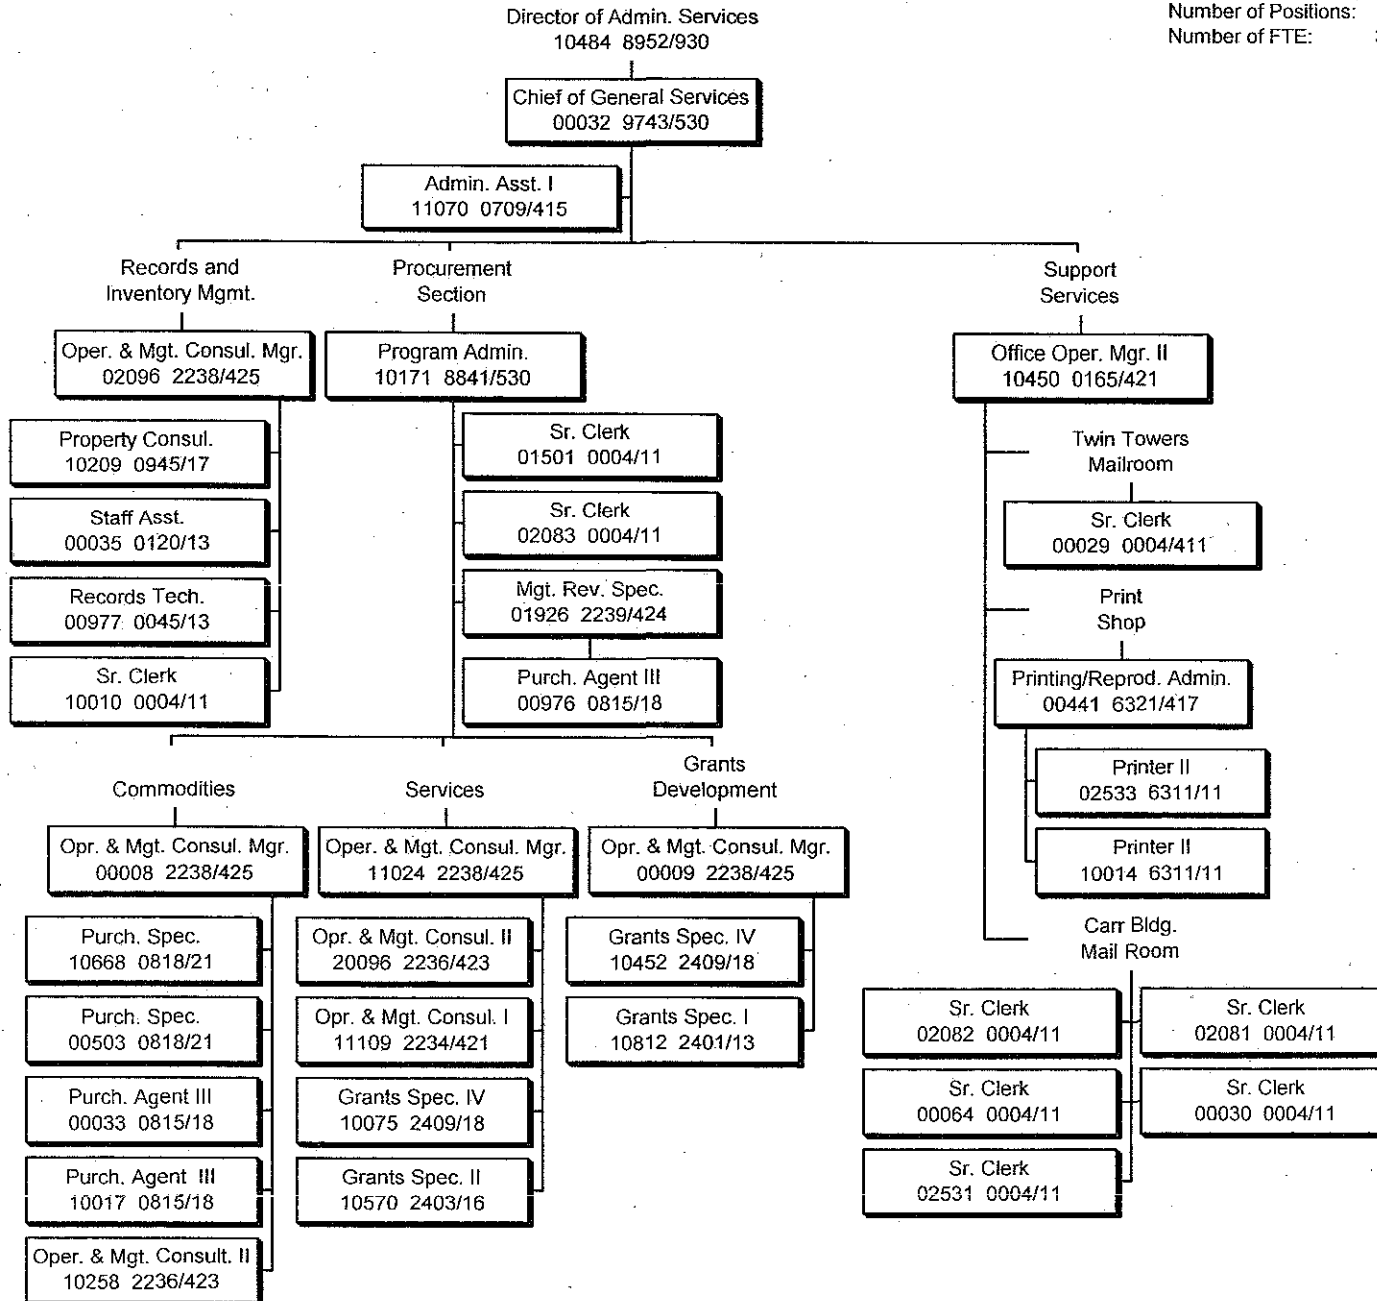 Director of Admin. Services
10484 8952/930
Number of Positions:
Number of FTE:
Chief of General Services
00032 9743/530
Admin. Asst. I
11070 0709/415
Records and
Inventory Mgmt.
Oper. & Mgt. Consul. Mgr.
02096 2238/425
Property Consul.
10209 0945/17
Staff Asst.
00035 0120/13
Records Tech.
00977 0045/13
Sr. Clerk
10010 0004/11
Procurement
Section
Program Admin.
10171 8841/530
Sr. Clerk
01501 0004/11
Sr. Clerk
02083 0004/11
Mgt. Rev. Spec.
01926 2239/424
Purch. Agent III
00976 0815/18
Commodities
Opr. & Mgt. Consul. Mgr.
00008 2238/425
Purch. Spec.
10668 0818/21
Purch. Spec.
00503 0818/21
Purch. Agent III
00033 0815/18
Purch. Agent III
10017 0815/18
Oper. & Mgt. Consult. II
10258 2236/423
Services
Oper. & Mgt. Consul. Mgr.
11024 2238/425
Opr. & Mgt. Consul. II
20096 2236/423
Opr. & Mgt. Consul. I
11109 2234/421
Grants Spec. IV
10075 2409/18
Grants Spec. II
10570 2403/16
Grants
Development
Opr. & Mgt. Consul. Mgr.
00009 2238/425
Grants Spec. IV
10452 2409/18
Grants Spec. I
10812 2401/13
Support
Services
Office Oper. Mgr. II
10450 0165/421
Twin Towers
Mailroom
Sr. Clerk
00029 0004/411
Print
Shop
Printing/Reprod. Admin.
00441 6321/417
Printer II
02533 6311/11
Printer II
10014 6311/11
Carr Bldg.
Mail Room
Sr. Clerk
02082 0004/11
Sr. Clerk
02081 0004/11
Sr. Clerk
00064 0004/11
Sr. Clerk
00030 0004/11
Sr. Clerk
02531 0004/11